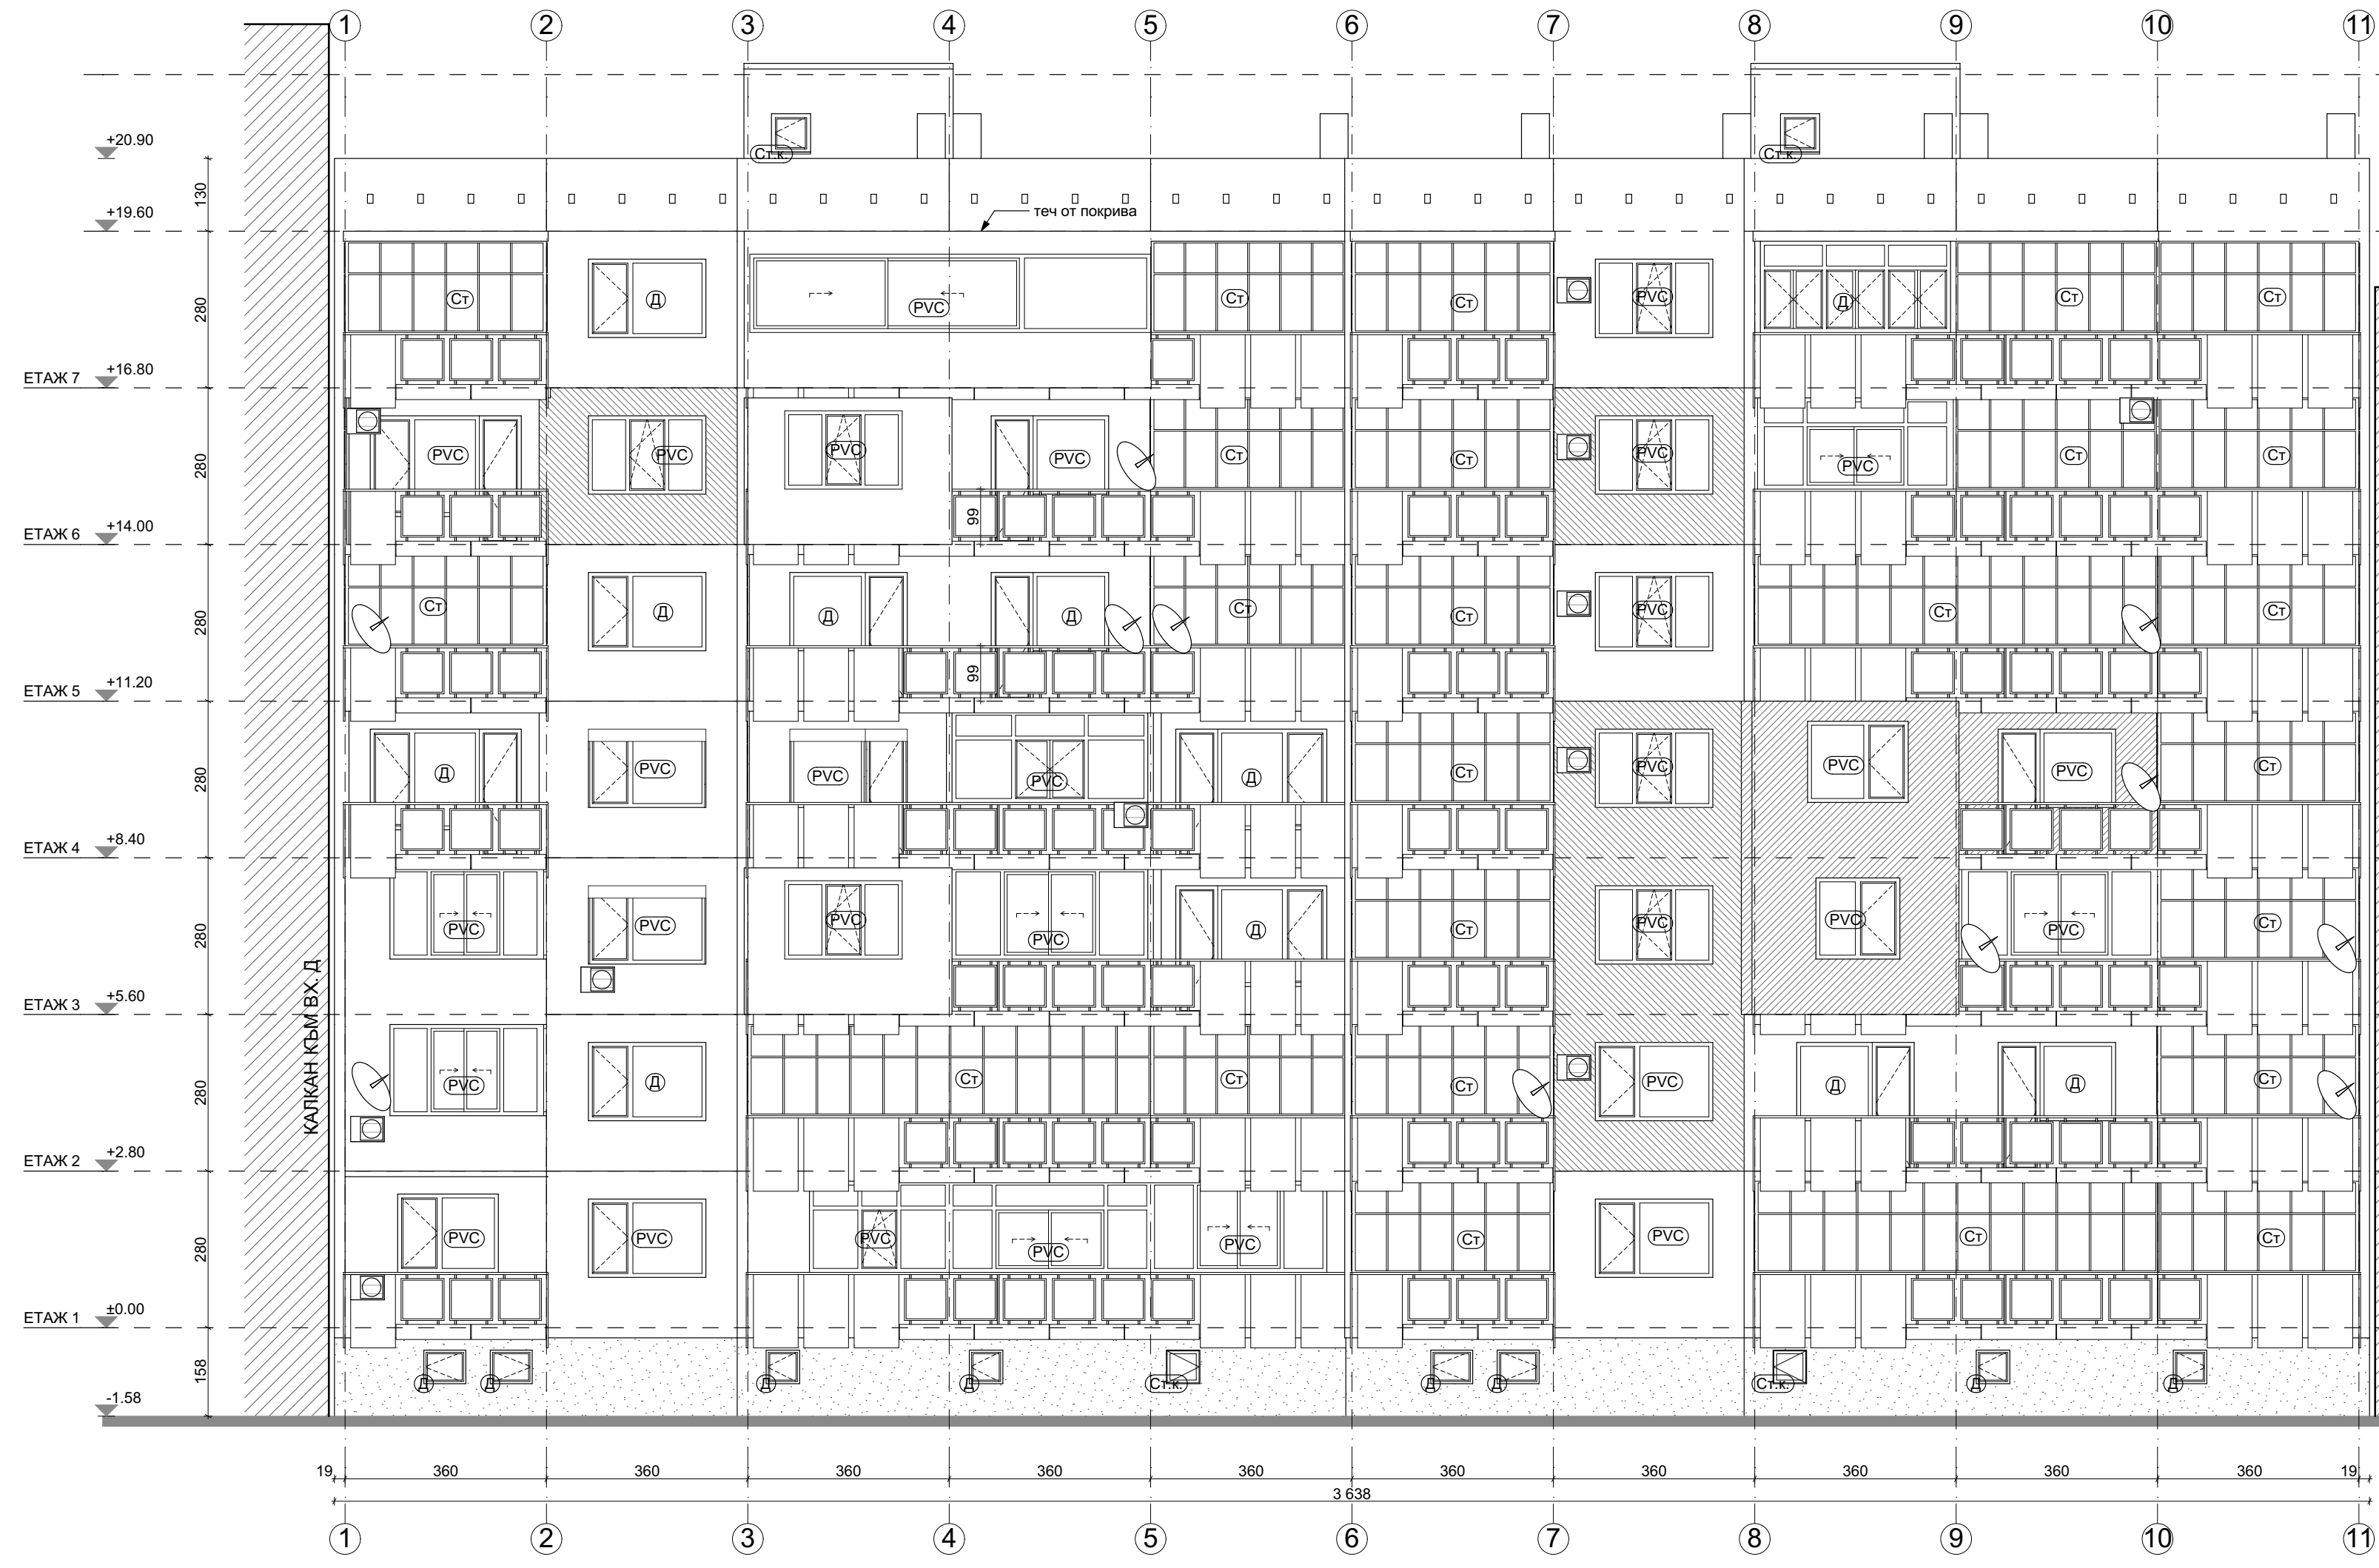 1 2 3 4 5 6 7 8 9 10 11
+20.90
Ст.к. Ст.к.
130
+19.60
теч от покрива
280
Ст Д PVC Ст Ст PVC Д Ст Ст
ЕТАЖ 7 +16.80
280
PVC PVC PVC PVC Ст Ст PVC PVC Ст Ст
99
ЕТАЖ 6 +14.00
280
Ст Д Д Д Ст Ст PVC Ст Ст
99
ЕТАЖ 5 +11.20
280
Д PVC PVC PVC Д Ст PVC PVC PVC Ст
ЕТАЖ 4 +8.40
280
PVC PVC PVC PVC Д Ст PVC PVC PVC Ст
КАЛКАН КЪМ ВХ. Д
ЕТАЖ 3 +5.60
280
PVC Д Ст Ст Ст PVC Д Д Ст
ЕТАЖ 2 +2.80
280
PVC PVC PVC PVC PVC Ст PVC Ст Ст
ЕТАЖ 1 ±0.00
158
Д Д Д Д Ст.к. Д Д Ст.к. Д Д
-1.58
19 360 360 360 360 360 360 360 360 360 360 19
3 638
1 2 3 4 5 6 7 8 9 10 11